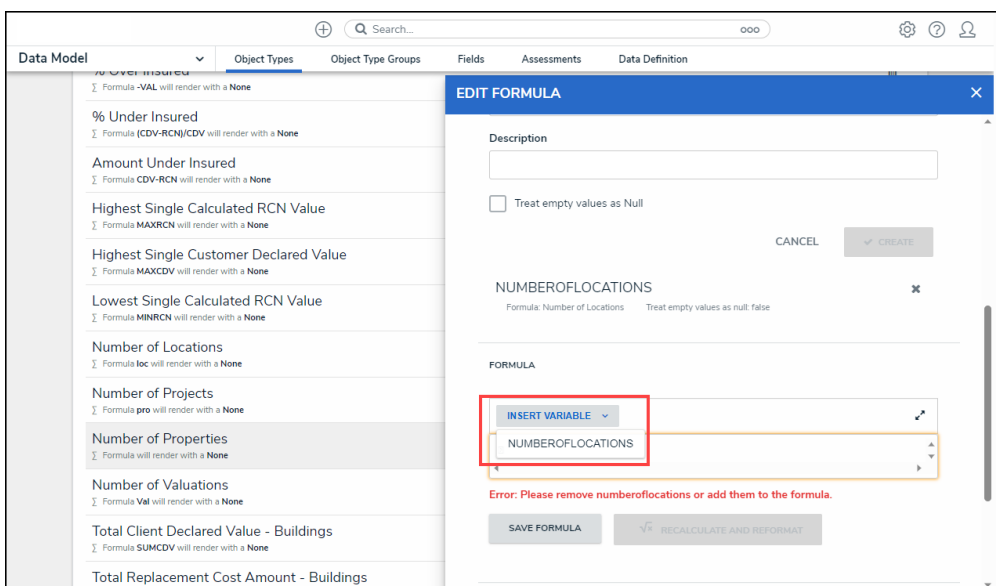 Search...
ooo
Data Model
Object Types
Object Type Groups
Fields
Assessments
Data Definition
% Over Insured
∑ Formula -VAL will render with a None
% Under Insured
∑ Formula (CDV-RCN)/CDV will render with a None
Amount Under Insured
∑ Formula CDV-RCN will render with a None
Highest Single Calculated RCN Value
∑ Formula MAXRCN will render with a None
Highest Single Customer Declared Value
∑ Formula MAXCDV will render with a None
Lowest Single Calculated RCN Value
∑ Formula MINRCN will render with a None
Number of Locations
∑ Formula loc will render with a None
Number of Projects
∑ Formula pro will render with a None
Number of Properties
∑ Formula will render with a None
Number of Valuations
∑ Formula Val will render with a None
Total Client Declared Value - Buildings
∑ Formula SUMCDV will render with a None
Total Replacement Cost Amount - Buildings
EDIT FORMULA
Description
Treat empty values as Null
CANCEL
CREATE
NUMBEROFLOCATIONS
Formula: Number of Locations Treat empty values as null: false
FORMULA
INSERT VARIABLE
NUMBEROFLOCATIONS
Error: Please remove numberoflocations or add them to the formula.
SAVE FORMULA
√x RECALCULATE AND REFORMAT